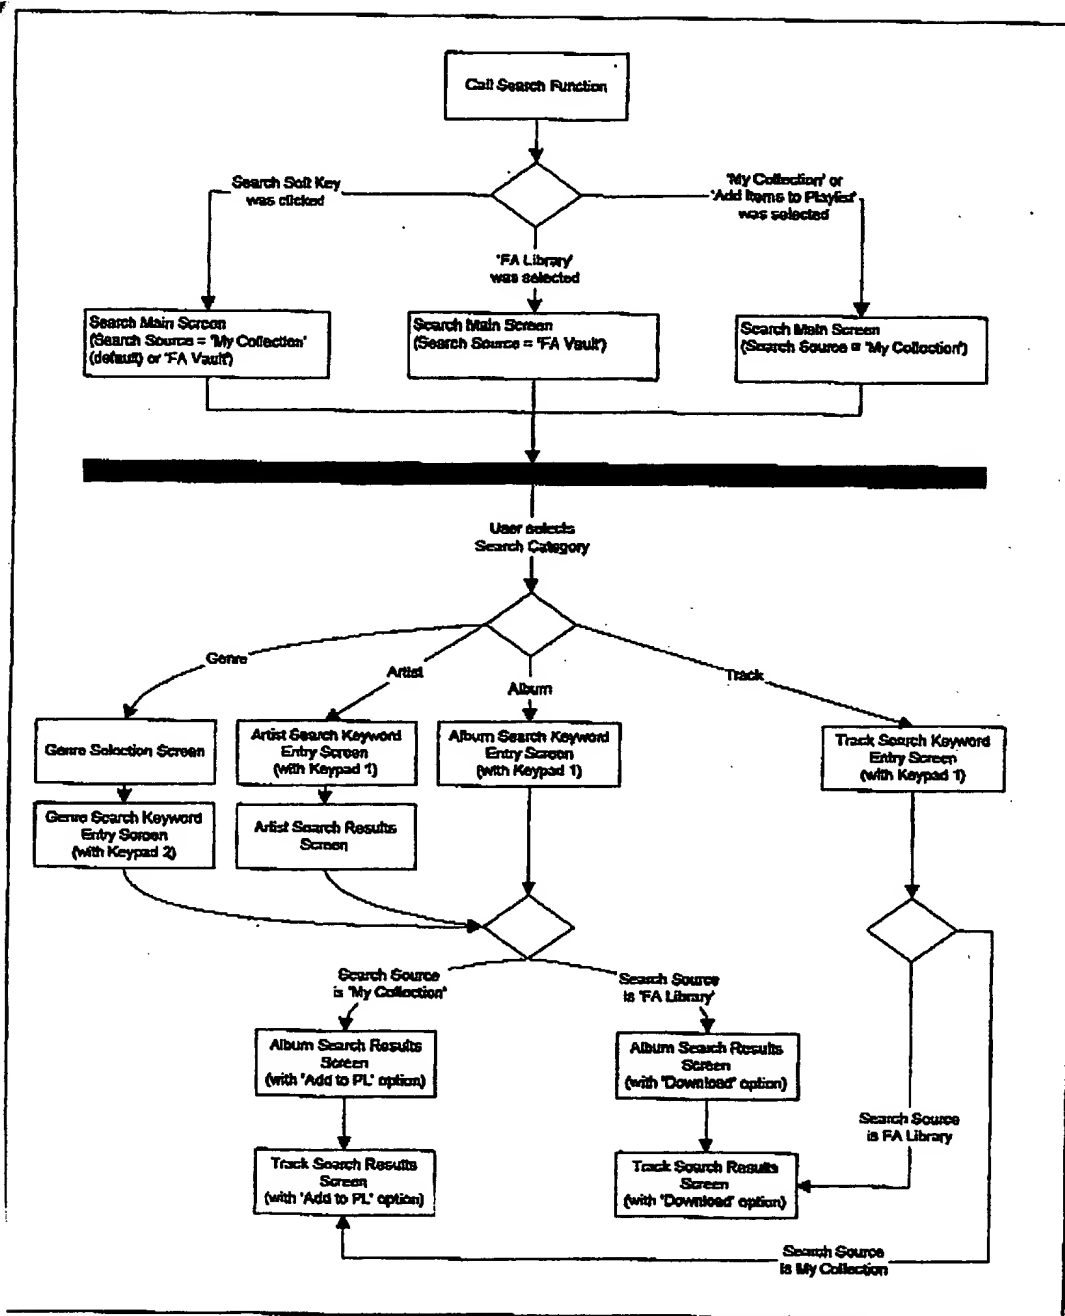 Call Search Function
Search Soft Key
was clicked
'My Collection' or
'Add Items to Playlist'
was selected
'FA Library'
was selected
Search Main Screen
(Search Source = 'My Collection'
(default) or 'FA Vault')
Search Main Screen
(Search Source = 'FA Vault')
Search Main Screen
(Search Source = 'My Collection')
User selects
Search Category
Genre
Artist
Album
Track
Genre Selection Screen
Artist Search Keyword
Entry Screen
(with Keypad 1)
Album Search Keyword
Entry Screen
(with Keypad 1)
Track Search Keyword
Entry Screen
(with Keypad 1)
Genre Search Keyword
Entry Screen
(with Keypad 2)
Artist Search Results
Screen
Search Source
is 'My Collection'
Search Source
is 'FA Library'
Album Search Results
Screen
(with 'Add to PL' option)
Album Search Results
Screen
(with 'Download' option)
Search Source
is FA Library
Track Search Results
Screen
(with 'Add to PL' option)
Track Search Results
Screen
(with 'Download' option)
Search Source
is My Collection